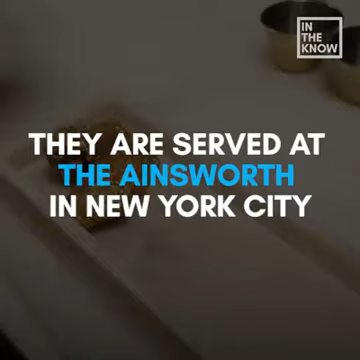 IN
THE
KNOW
THEY ARE SERVED AT
THE AINSWORTH
IN NEW YORK CITY